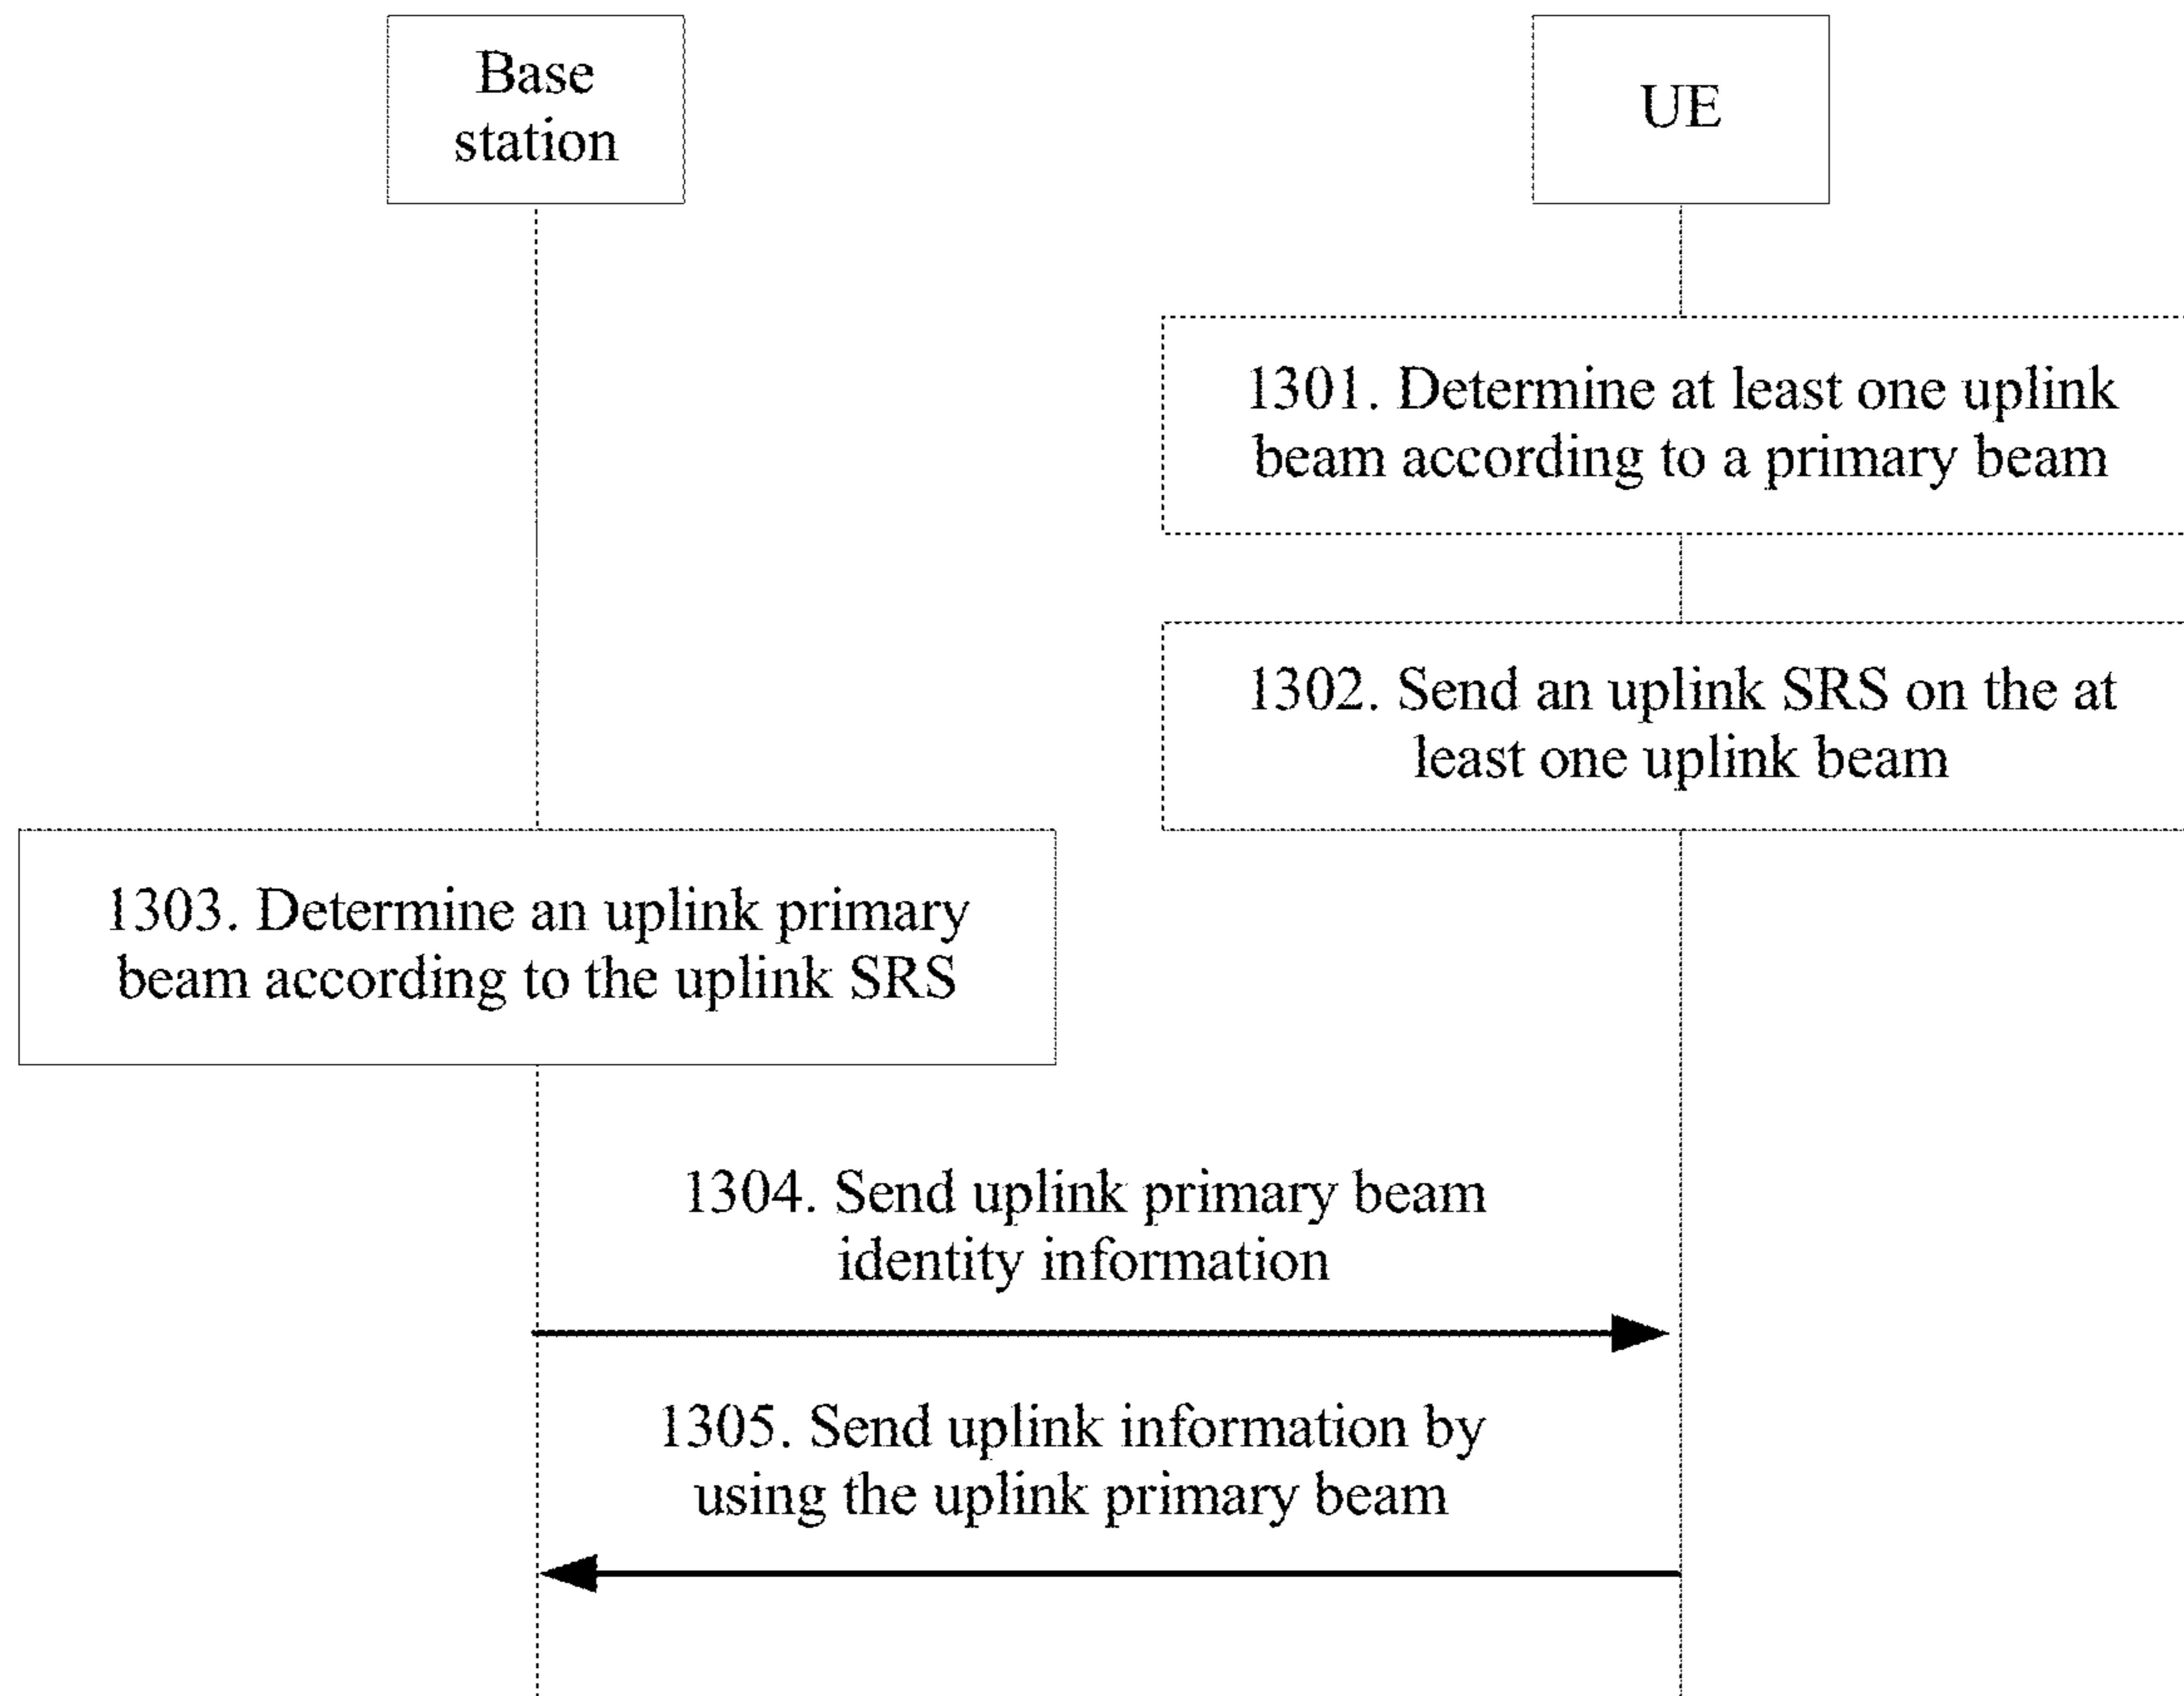 Base
station
UE
1301. Determine at least one uplink
beam according to a primary beam
1302. Send an uplink SRS on the at
least one uplink beam
1303. Determine an uplink primary
beam according to the uplink SRS
1304. Send uplink primary beam
identity information
1305. Send uplink information by
using the uplink primary beam